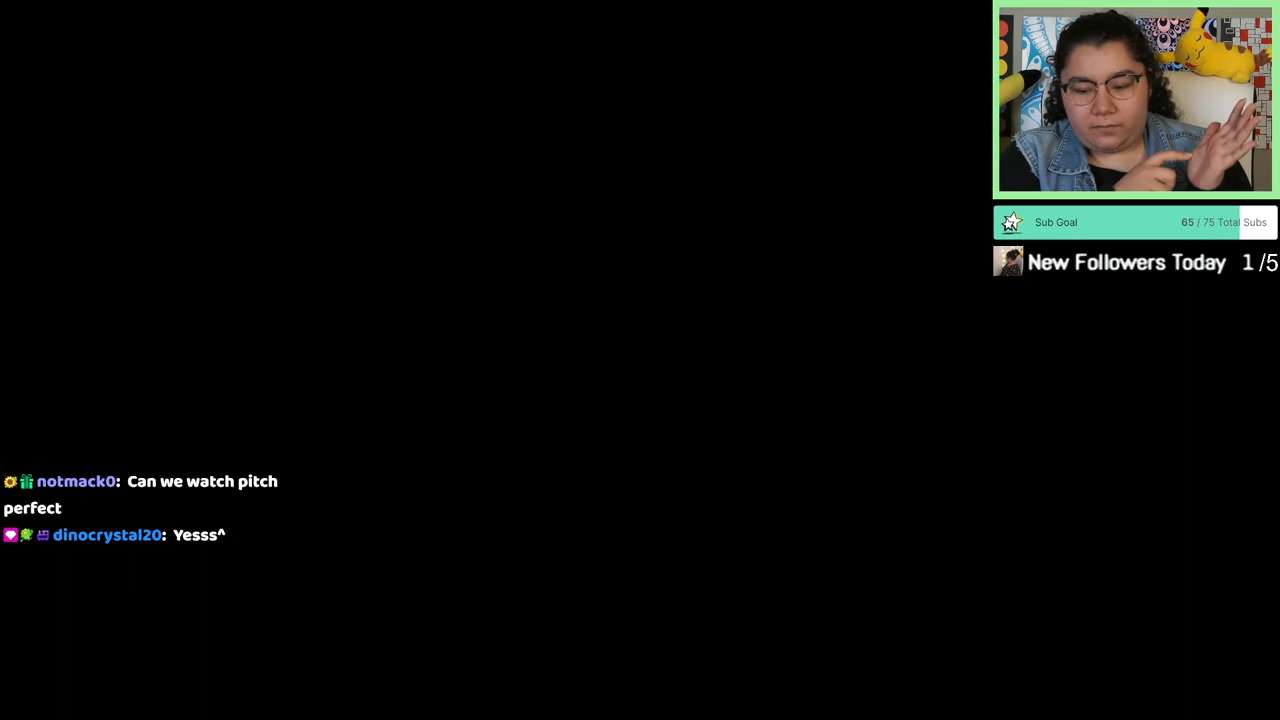 Sub Goal 65 / 75 Total Subs
New Followers Today 1 /5
notmack0: Can we watch pitch
perfect
dinocrystal20: Yesss^